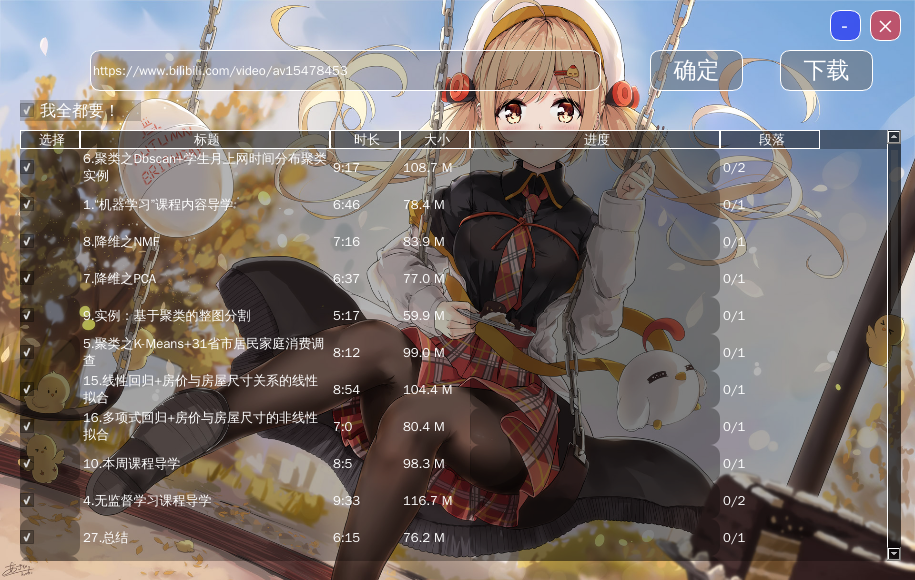 -
×
https://www.bilibili.com/video/av15478453
确定
下载
我全都要！
选择 标题 时长 大小 进度 段落
6.聚类之Dbscan+学生月上网时间分布聚类
实例
9:17 108.7 M 0/2
1."机器学习"课程内容导学: 6:46 78.4 M 0/1
8.降维之NMF 7:16 83.9 M 0/1
7.降维之PCA 6:37 77.0 M 0/1
9.实例：基于聚类的整图分割 5:17 59.9 M 0/1
5.聚类之K-Means+31省市居民家庭消费调
查
8:12 99.0 M 0/1
15.线性回归+房价与房屋尺寸关系的线性
拟合
8:54 104.4 M 0/1
16.多项式回归+房价与房屋尺寸的非线性
拟合
7:0 80.4 M 0/1
10.本周课程导学 8:5 98.3 M 0/1
4.无监督学习课程导学 9:33 116.7 M 0/2
27.总结 6:15 76.2 M 0/1